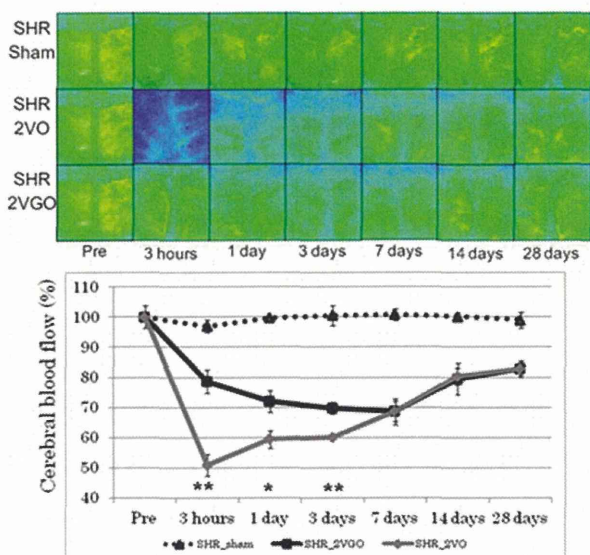 SHR
Sham
SHR
2VO
SHR
2VGO
Pre 3 hours 1 day 3 days 7 days 14 days 28 days
Cerebral blood flow (%)
110
100
90
80
70
60
50
40
** * **
Pre 3 hours 1 day 3 days 7 days 14 days 28 days
SHR_sham SHR_2VGO SHR_2VO